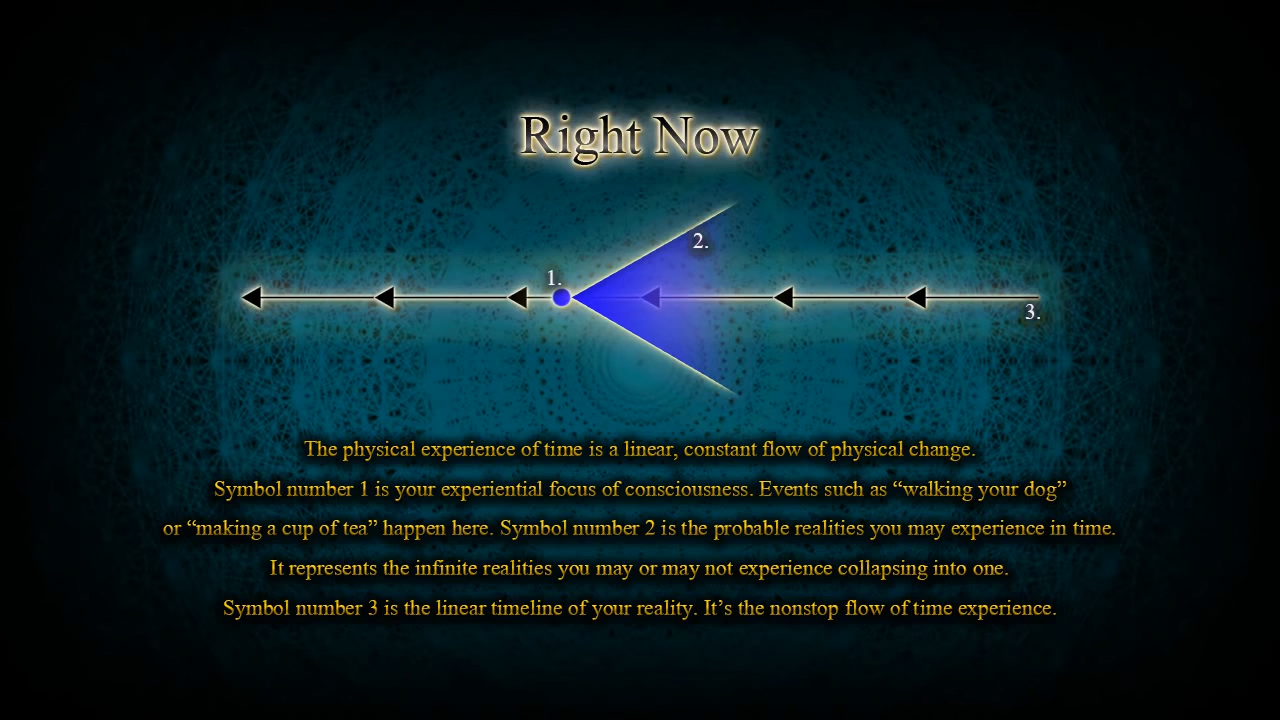 Right Now
1.
2.
3.
The physical experience of time is a linear, constant flow of physical change.
Symbol number 1 is your experiential focus of consciousness. Events such as “walking your dog”
or “making a cup of tea” happen here. Symbol number 2 is the probable realities you may experience in time.
It represents the infinite realities you may or may not experience collapsing into one.
Symbol number 3 is the linear timeline of your reality. It’s the nonstop flow of time experience.